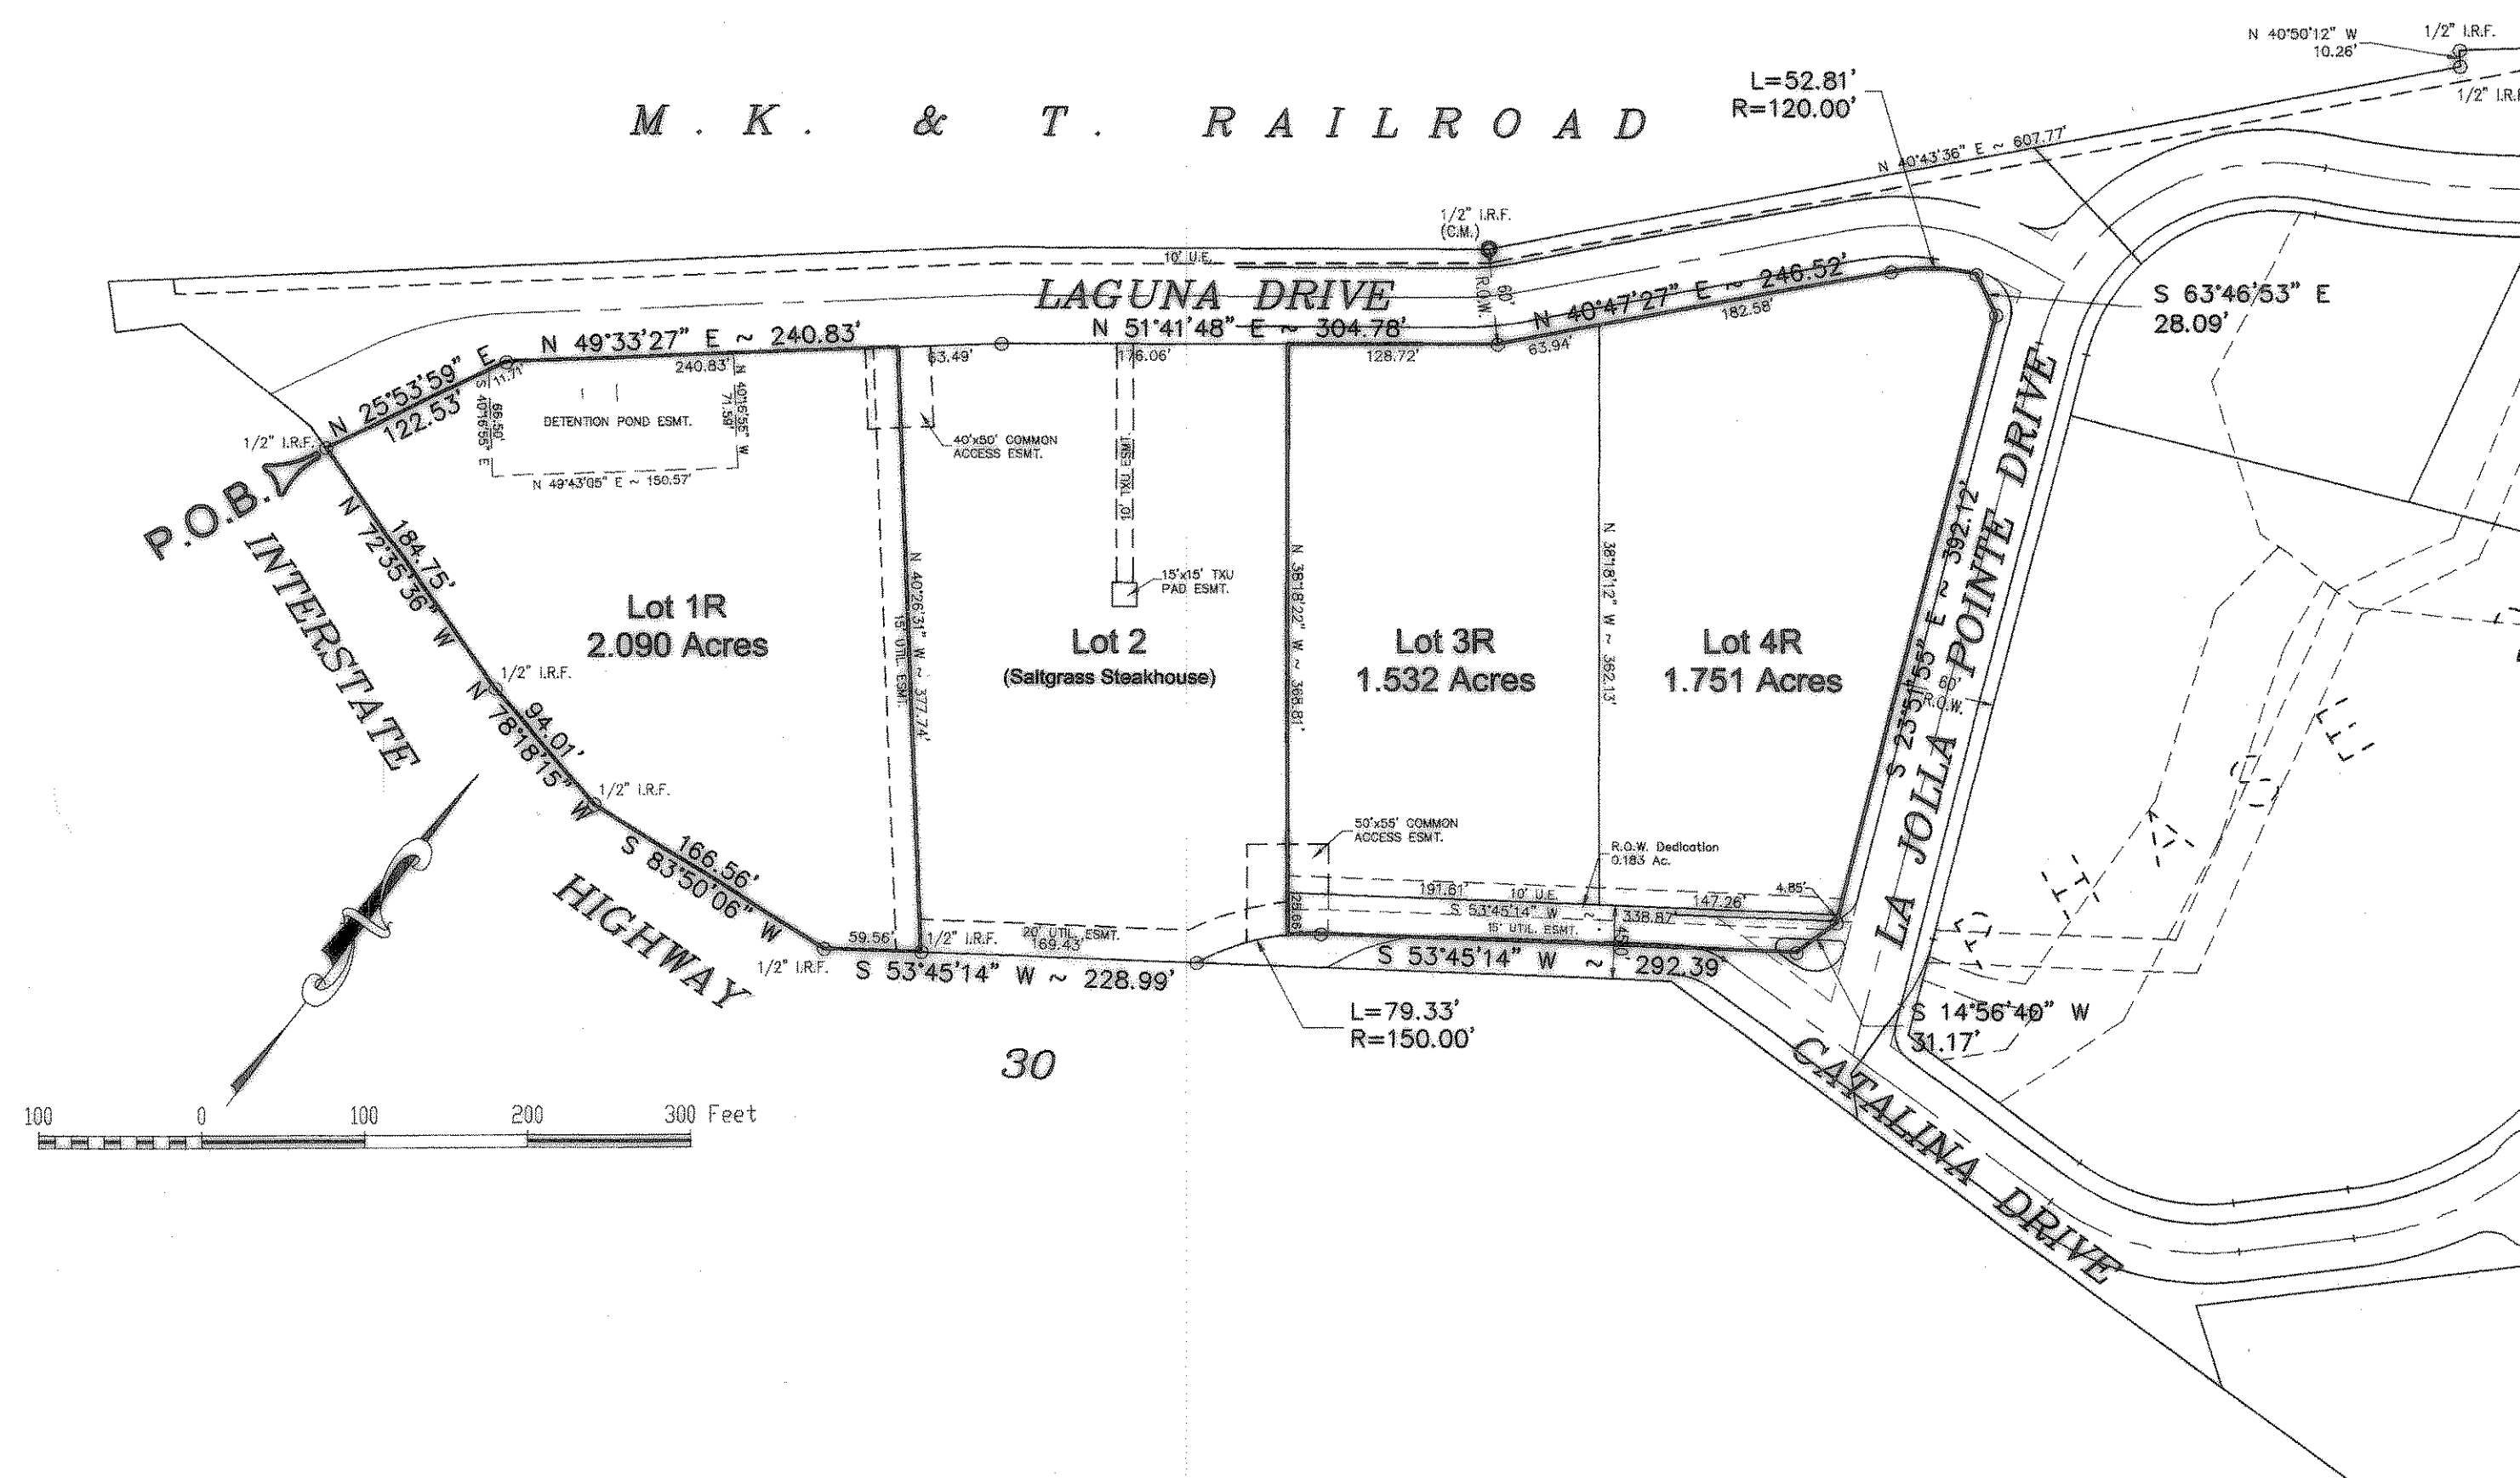 N 40°50'12" W
10.26'
1/2" I.R.F.
L=52.81'
R=120.00'
M. K. & T. RAILROAD
N 40°43'36" E ~ 607.77'
1/2" I.R.F.
(C.M.)
10' U.E.
LAGUNA DRIVE
60'
R.O.W.
N 40°47'27" E ~ 246.52'
182.58'
63.94'
S 63°46'53" E
28.09'
N 51°41'48" E ~ 304.78'
N 49°33'27" E ~ 240.83'
63.49'
176.06'
128.72'
N 25°53'59" E
122.53'
11.71'
240.83'
S 40°16'55" E
66.50'
N 40°16'55" W
71.59'
DETENTION POND ESMT.
N 49°43'05" E ~ 150.57'
1/2" I.R.F.
P.O.B.
40'x50' COMMON
ACCESS ESMT.
10' TXU ESMT.
15'x15' TXU
PAD ESMT.
INTERSTATE
HIGHWAY
30
184.75'
N 72°35'36" W
1/2" I.R.F.
94.01'
N 78°18'15" W
1/2" I.R.F.
166.56'
S 83°50'06" W
1/2" I.R.F.
Lot 1R
2.090 Acres
N 40°26'31" W ~ 377.74'
15' UTIL. ESMT.
Lot 2
(Saltgrass Steakhouse)
N 38°18'22" W ~ 368.81'
Lot 3R
1.532 Acres
N 38°18'12" W ~ 362.13'
Lot 4R
1.751 Acres
S 23°51'55" E ~ 392.12'
LA JOLLA POINTE DRIVE
60'
R.O.W.
50'x55' COMMON
ACCESS ESMT.
R.O.W. Dedication
0.183 Ac.
191.61'
10' U.E.
147.26'
4.85'
25.66'
S 53°45'14" W ~ 338.87'
15' UTIL. ESMT.
S 53°45'14" W ~ 292.39'
59.56'
1/2" I.R.F.
20' UTIL. ESMT.
169.43'
S 53°45'14" W ~ 228.99'
L=79.33'
R=150.00'
S 14°56'40" W
31.17'
CATALINA DRIVE
100 0 100 200 300 Feet